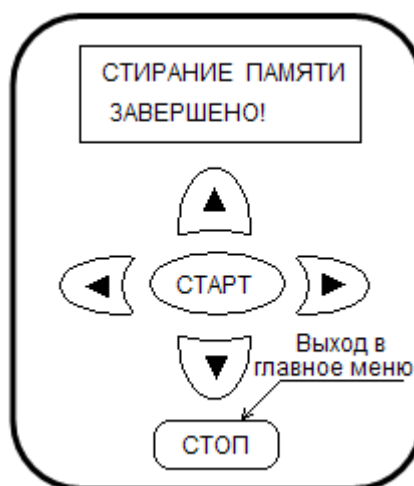 СТИРАНИЕ ПАМЯТИ
ЗАВЕРШЕНО!
СТАРТ
Выход в
главное меню
СТОП